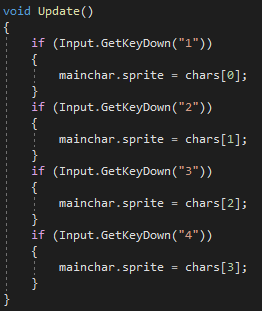 void Update()
{
    if (Input.GetKeyDown("1"))
    {
        mainchar.sprite = chars[0];
    }
    if (Input.GetKeyDown("2"))
    {
        mainchar.sprite = chars[1];
    }
    if (Input.GetKeyDown("3"))
    {
        mainchar.sprite = chars[2];
    }
    if (Input.GetKeyDown("4"))
    {
        mainchar.sprite = chars[3];
    }
}